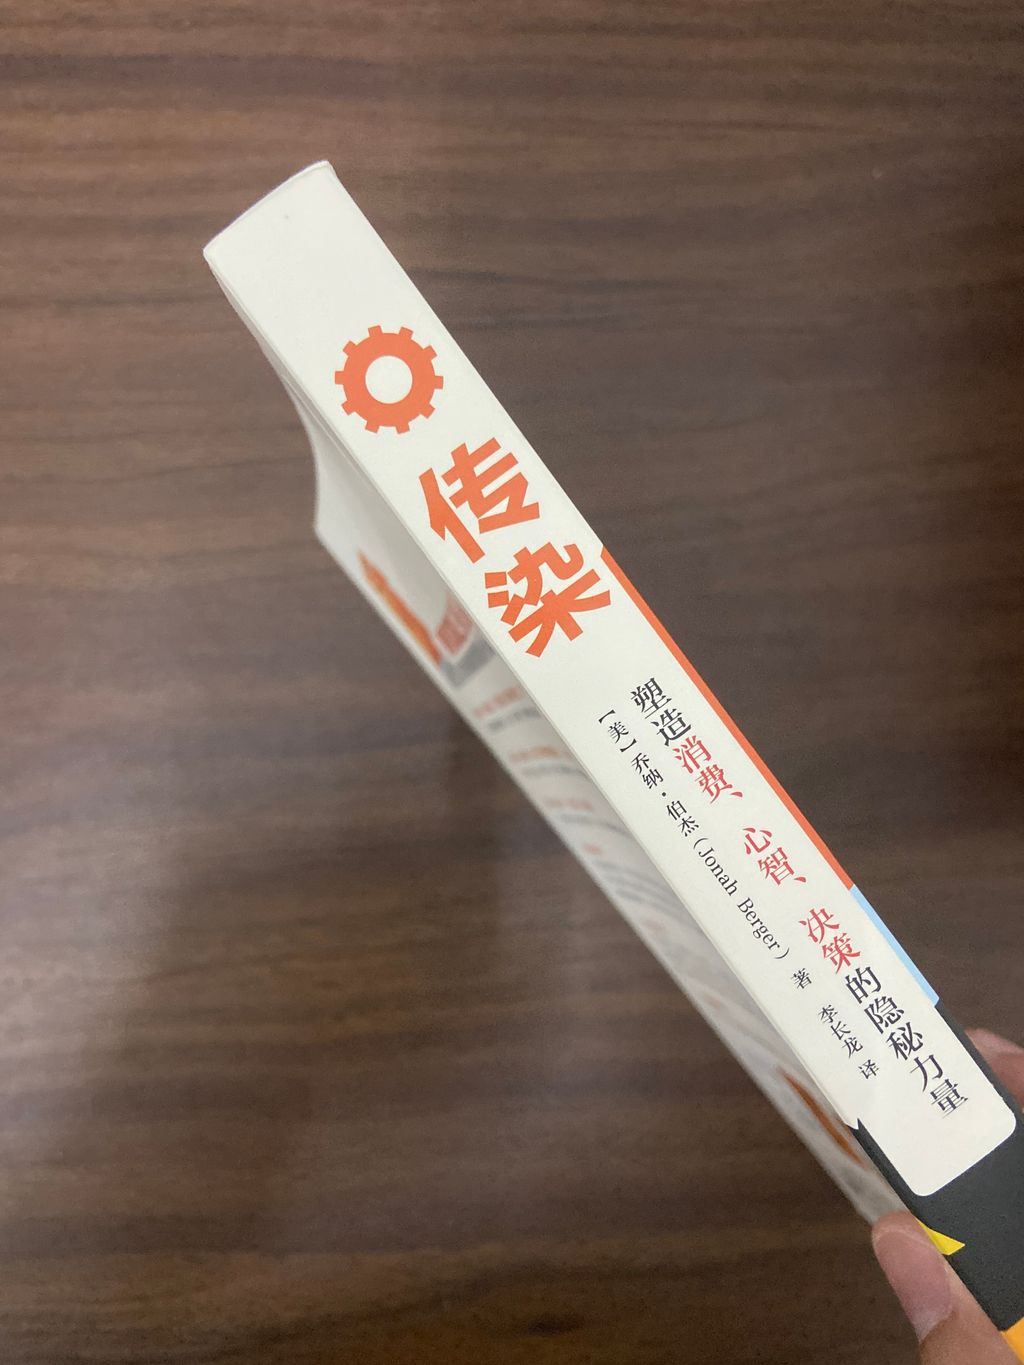 传染
塑造消费、心智、决策的隐秘力量
【美】乔纳·伯杰(Jonah Berger) 著 李长龙 译